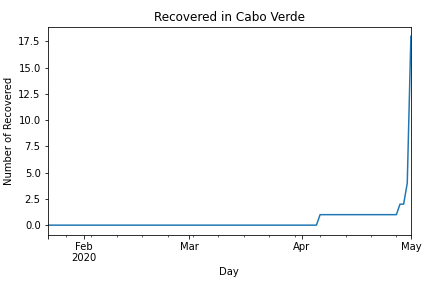 Recovered in Cabo Verde
Number of Recovered
17.5
15.0
12.5
10.0
7.5
5.0
2.5
0.0
Feb
2020
Mar
Apr
May
Day